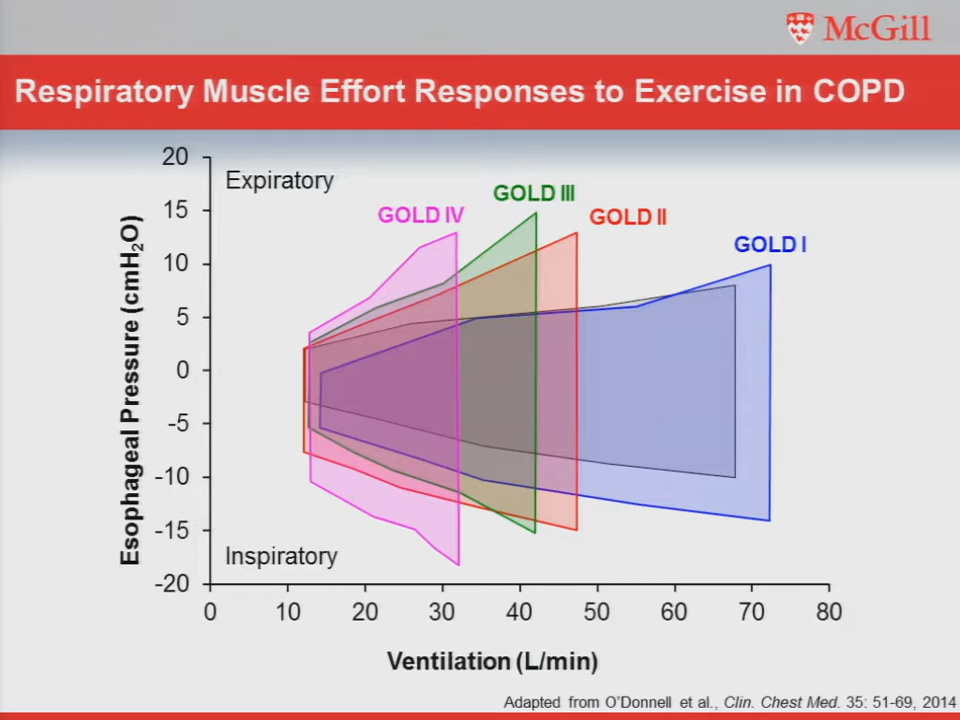 McGill
Respiratory Muscle Effort Responses to Exercise in COPD
20
Expiratory
15
GOLD IV
GOLD III
GOLD II
GOLD I
10
5
0
-5
-10
-15
Inspiratory
-20
Esophageal Pressure (cmH₂O)
0 10 20 30 40 50 60 70 80
Ventilation (L/min)
Adapted from O'Donnell et al., Clin. Chest Med. 35: 51-69, 2014